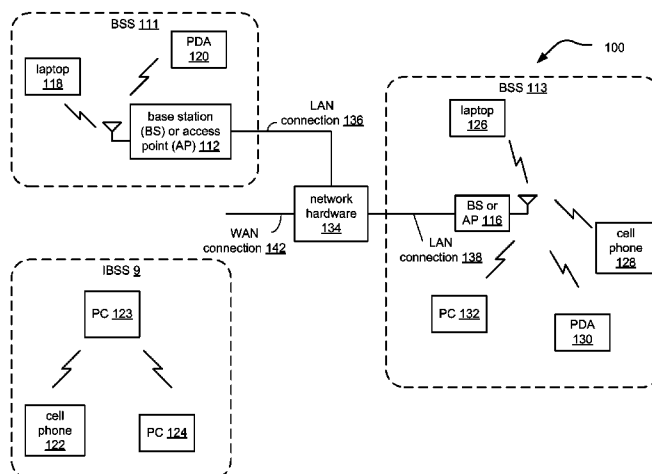 BSS 111
laptop
118
PDA
120
base station
(BS) or access
point (AP) 112
LAN
connection 136
100
BSS 113
laptop
126
network
hardware
134
WAN
connection 142
BS or
AP 116
LAN
connection 138
cell
phone
128
PC 132
PDA
130
IBSS 9
PC 123
cell
phone
122
PC 124